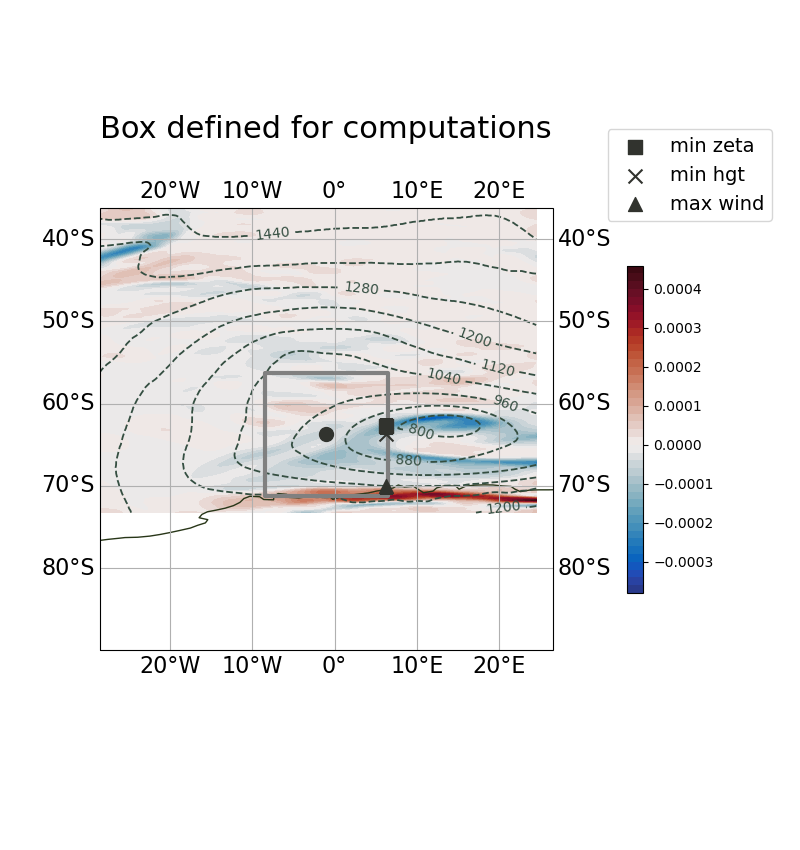 Box defined for computations
min zeta
min hgt
max wind
20°W 10°W 0° 10°E 20°E
40°S 40°S
50°S 50°S
60°S 60°S
70°S 70°S
80°S 80°S
1440
1280
1200
1120
1040
960
800
880
1200
20°W 10°W 0° 10°E 20°E
0.0004
0.0003
0.0002
0.0001
0.0000
−0.0001
−0.0002
−0.0003